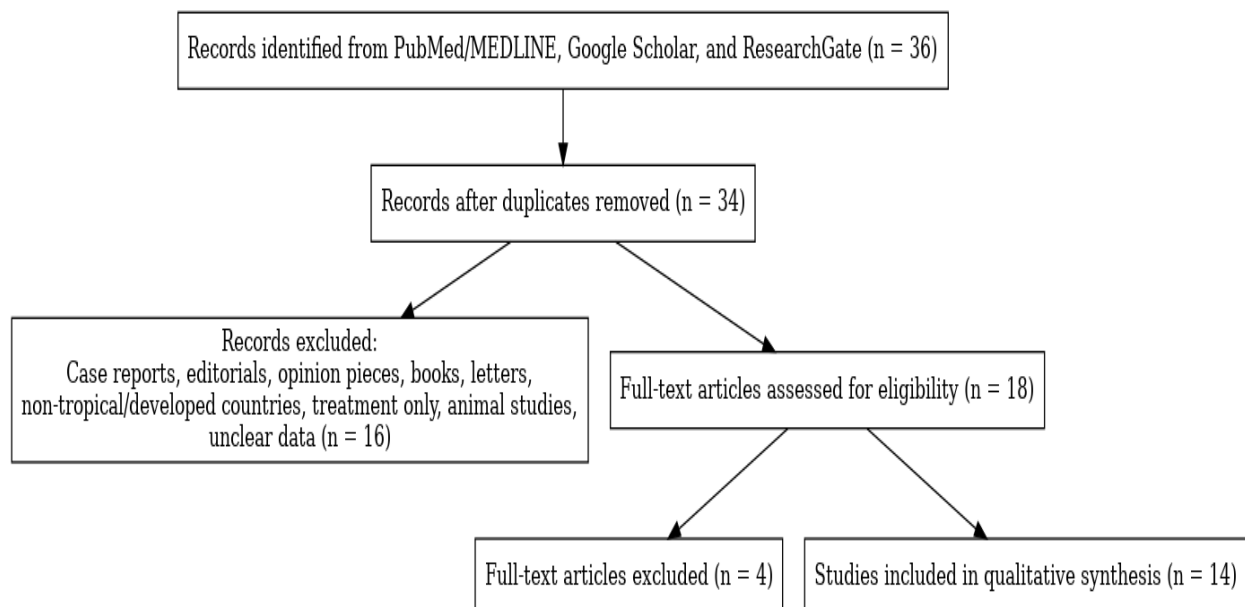 Records identified from PubMed/MEDLINE, Google Scholar, and ResearchGate (n = 36)
Records after duplicates removed (n = 34)
Records excluded:
Case reports, editorials, opinion pieces, books, letters,
non-tropical/developed countries, treatment only, animal studies,
unclear data (n = 16)
Full-text articles assessed for eligibility (n = 18)
Full-text articles excluded (n = 4)
Studies included in qualitative synthesis (n = 14)